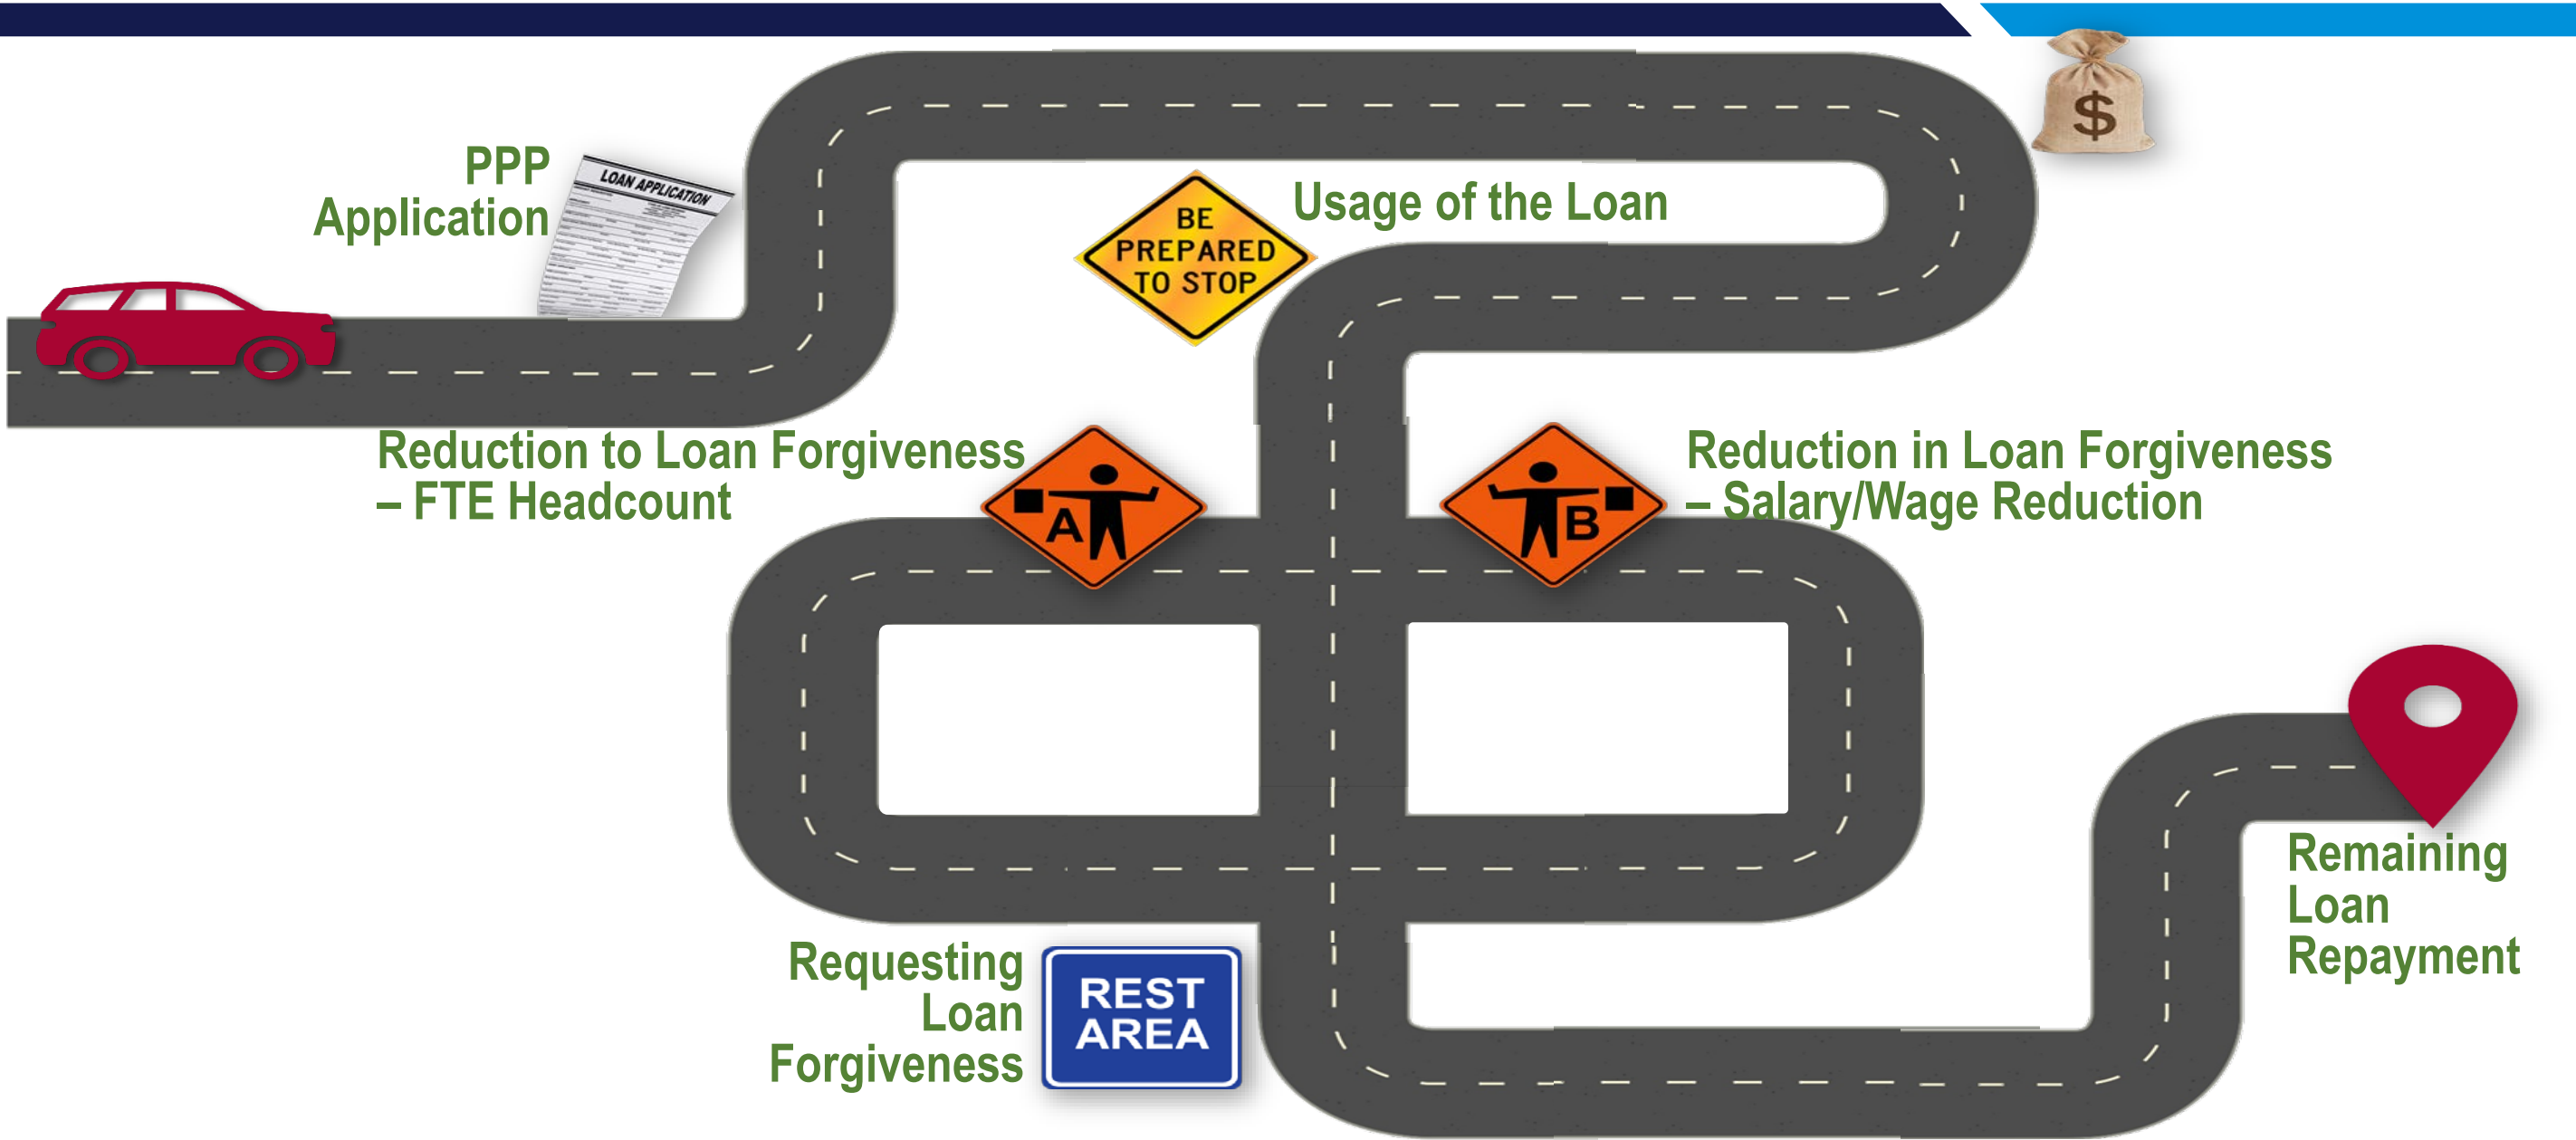 PPP
Application
LOAN APPLICATION
$
BE
PREPARED
TO STOP
Usage of the Loan
Reduction to Loan Forgiveness
– FTE Headcount
A
B
Reduction in Loan Forgiveness
– Salary/Wage Reduction
Requesting
Loan
Forgiveness
REST
AREA
Remaining
Loan
Repayment